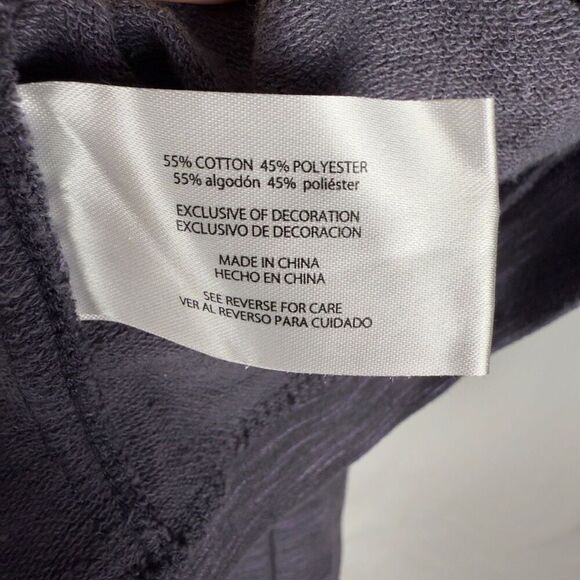 55% COTTON 45% POLYESTER
55% algodón 45% poliéster
EXCLUSIVE OF DECORATION
EXCLUSIVO DE DECORACION
MADE IN CHINA
HECHO EN CHINA
SEE REVERSE FOR CARE
VER AL REVERSO PARA CUIDADO